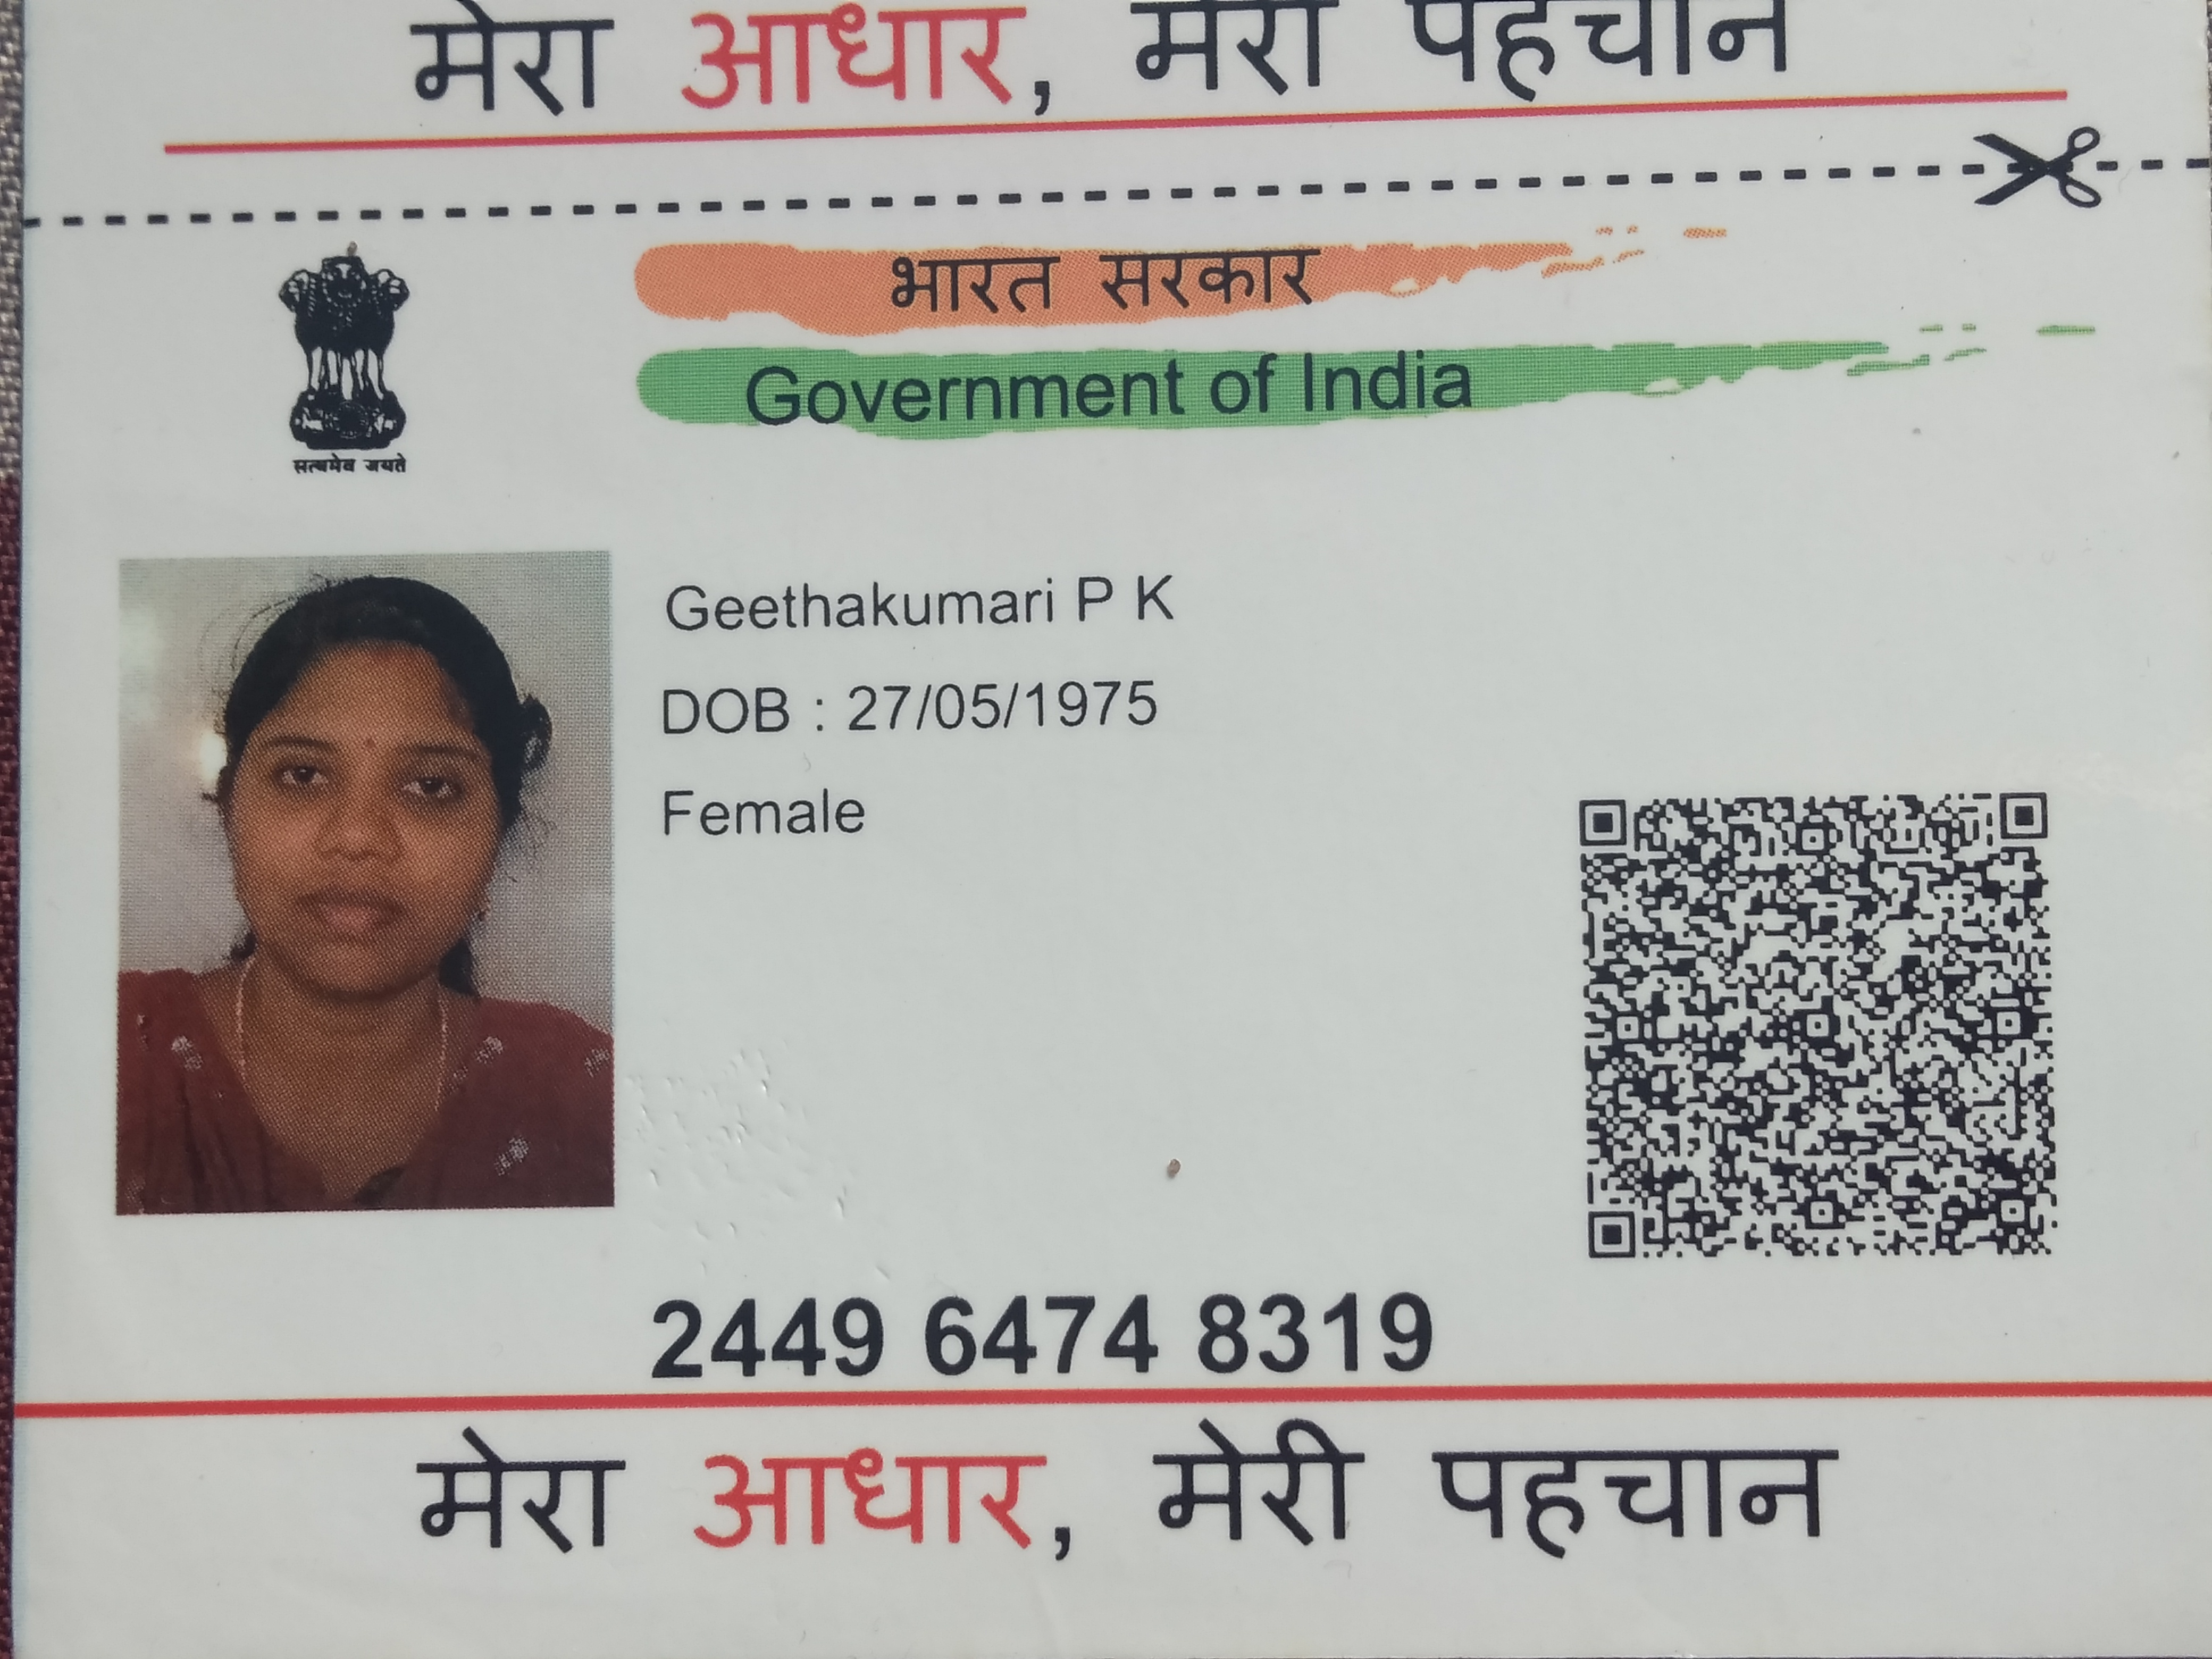 मेरा आधार, मेरी पहचान
भारत सरकार
Government of India
सत्यमेव जयते
Geethakumari P K
DOB : 27/05/1975
Female
2449 6474 8319
मेरा आधार, मेरी पहचान